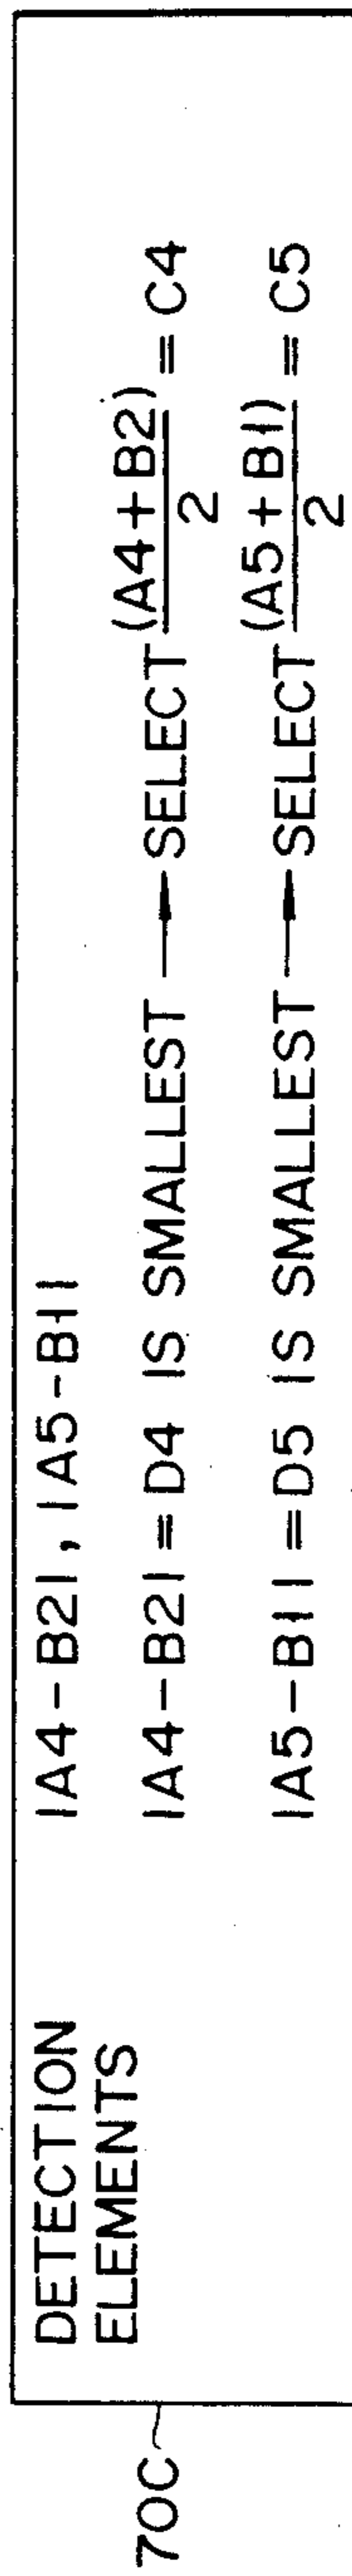 70C
DETECTION
ELEMENTS
|A4-B2|, |A5-B1|
|A4-B2| = D4 IS SMALLEST → SELECT (A4+B2)/2 = C4
|A5-B1| = D5 IS SMALLEST → SELECT (A5+B1)/2 = C5